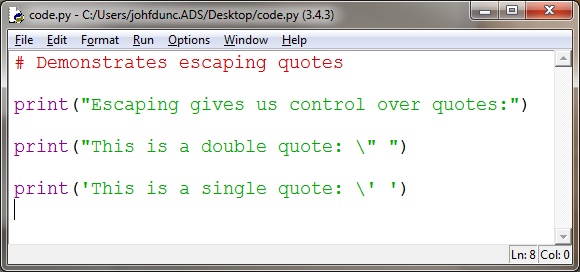 code.py - C:/Users/johfdunc.ADS/Desktop/code.py (3.4.3)
File Edit Format Run Options Window Help
# Demonstrates escaping quotes
print("Escaping gives us control over quotes:")
print("This is a double quote: \" ")
print('This is a single quote: \' ')
Ln: 8 Col: 0